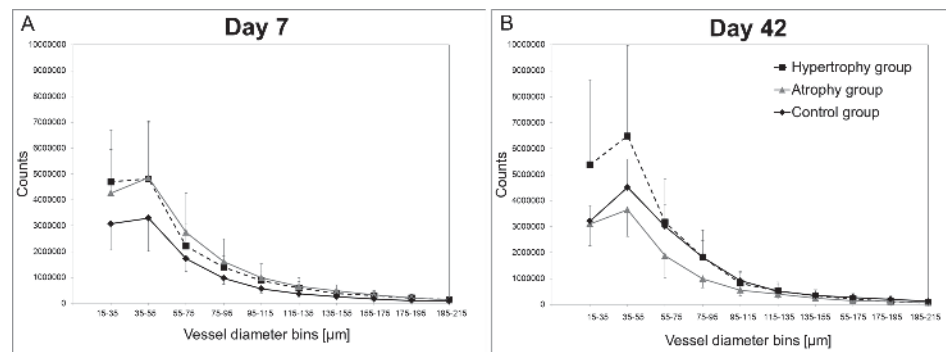 A
Day 7
10000000
9000000
8000000
7000000
6000000
5000000
4000000
3000000
2000000
1000000
0
Counts
15-35 35-55 55-75 75-95 95-115 115-135 135-155 155-175 175-195 195-215
Vessel diameter bins [µm]
B
Day 42
10000000
9000000
8000000
7000000
6000000
5000000
4000000
3000000
2000000
1000000
0
Counts
Hypertrophy group
Atrophy group
Control group
15-35 35-55 55-75 75-95 95-115 115-135 135-155 155-175 175-195 195-215
Vessel diameter bins [µm]